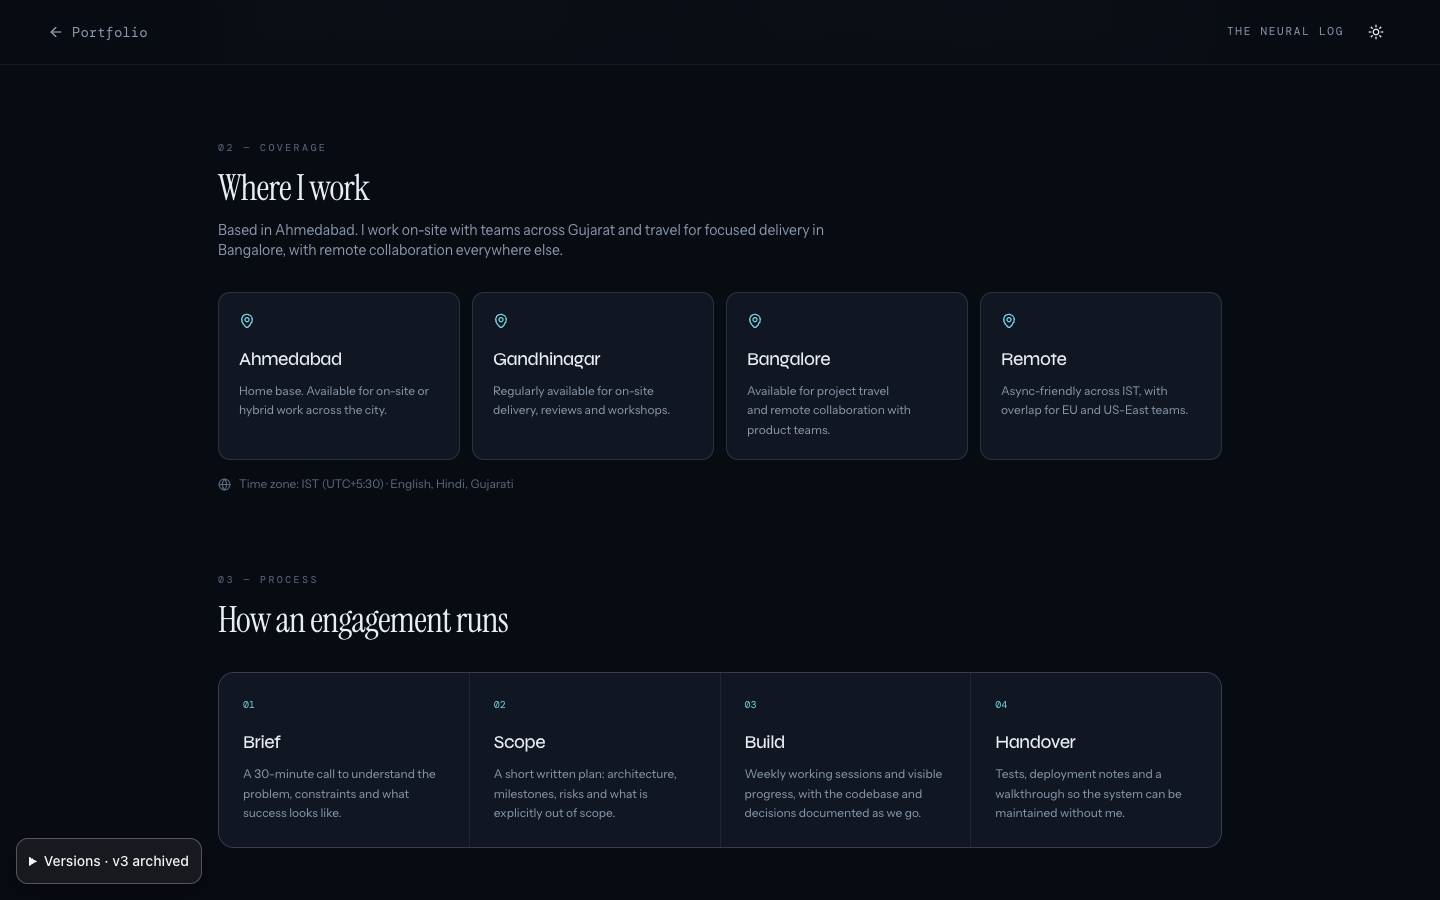 Portfolio
THE NEURAL LOG
02 — COVERAGE
Where I work
Based in Ahmedabad. I work on-site with teams across Gujarat and travel for focused delivery in
Bangalore, with remote collaboration everywhere else.
Ahmedabad
Home base. Available for on-site or
hybrid work across the city.
Gandhinagar
Regularly available for on-site
delivery, reviews and workshops.
Bangalore
Available for project travel
and remote collaboration with
product teams.
Remote
Async-friendly across IST, with
overlap for EU and US-East teams.
Time zone: IST (UTC+5:30) · English, Hindi, Gujarati
03 — PROCESS
How an engagement runs
01
Brief
A 30-minute call to understand the
problem, constraints and what
success looks like.
02
Scope
A short written plan: architecture,
milestones, risks and what is
explicitly out of scope.
03
Build
Weekly working sessions and visible
progress, with the codebase and
decisions documented as we go.
04
Handover
Tests, deployment notes and a
walkthrough so the system can be
maintained without me.
Versions · v3 archived